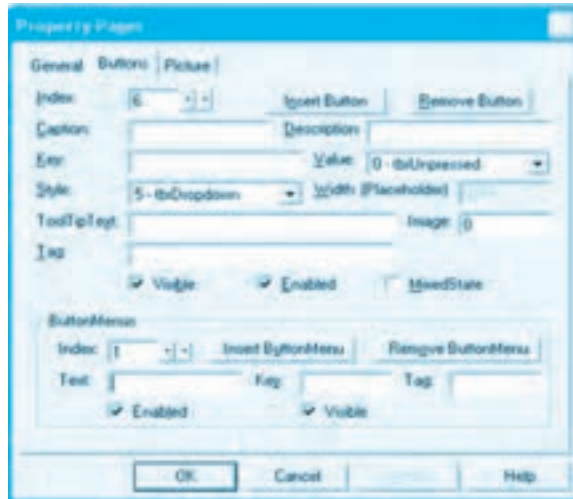 Property Pages
General Buttons Picture
Index: 6 Insert Button Remove Button
Caption: Description:
Key: Value: 0 - tbrUnpressed
Style: 5 - tbrDropdown Width: (Placeholder)
ToolTipText: Image: 0
Tag:
Visible Enabled MixedState
ButtonMenus
Index: 1 Insert ButtonMenu Remove ButtonMenu
Text: Key: Tag:
Enabled Visible
OK Cancel Help